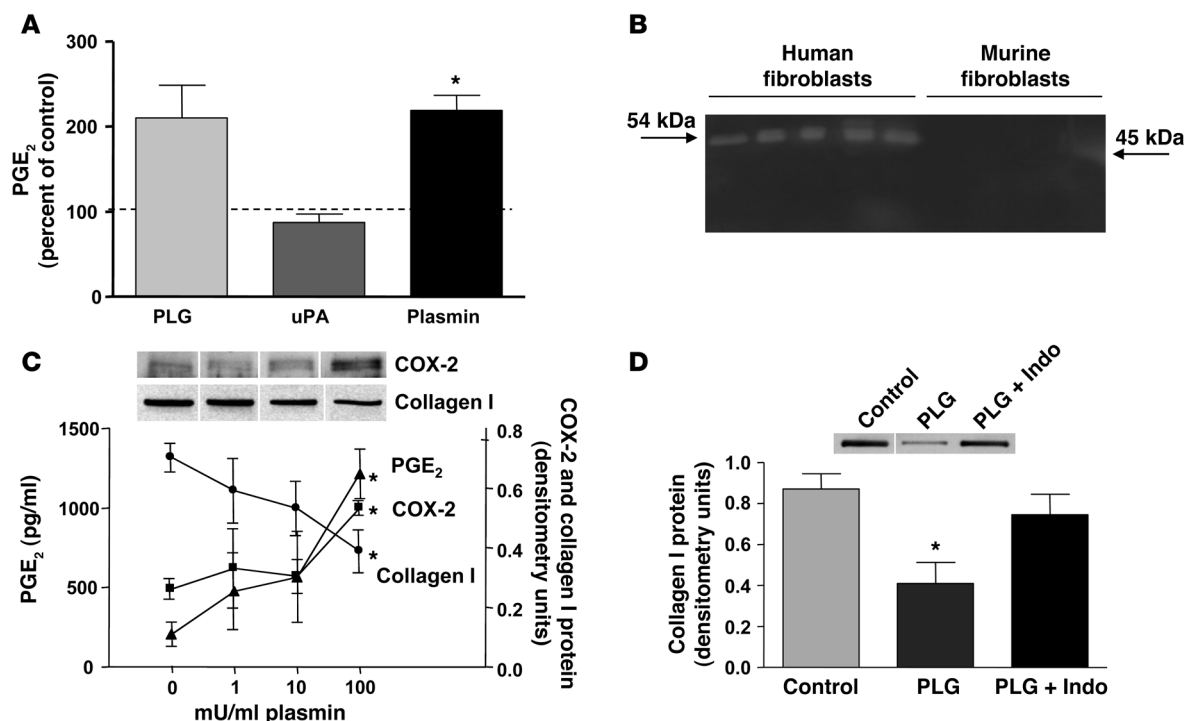 A
PGE2
(percent of control)
300
200
100
0
*
PLG
uPA
Plasmin
B
Human
fibroblasts
Murine
fibroblasts
54 kDa
45 kDa
C
COX-2
Collagen I
PGE2 (pg/ml)
1500
1000
500
0
COX-2 and collagen I protein
(densitometry units)
0.8
0.6
0.4
0.2
0.0
PGE2
*
COX-2
*
Collagen I
*
0
1
10
100
mU/ml plasmin
D
Control
PLG
PLG + Indo
Collagen I protein
(densitometry units)
1.0
0.8
0.6
0.4
0.2
0.0
*
Control
PLG
PLG + Indo